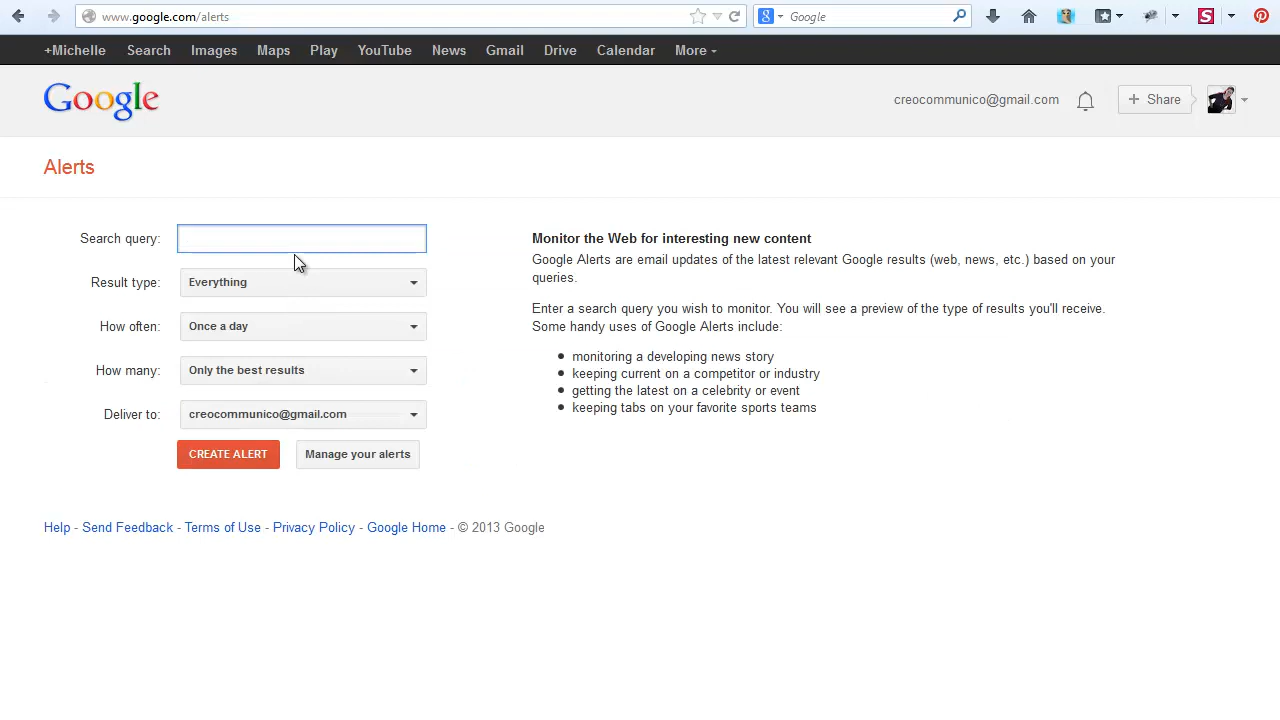 www.google.com/alerts
Google
+Michelle Search Images Maps Play YouTube News Gmail Drive Calendar More
Google
creocommunico@gmail.com
+ Share
Alerts
Search query:
Result type: Everything
How often: Once a day
How many: Only the best results
Deliver to: creocommunico@gmail.com
CREATE ALERT Manage your alerts
Monitor the Web for interesting new content
Google Alerts are email updates of the latest relevant Google results (web, news, etc.) based on your
queries.
Enter a search query you wish to monitor. You will see a preview of the type of results you'll receive.
Some handy uses of Google Alerts include:
• monitoring a developing news story
• keeping current on a competitor or industry
• getting the latest on a celebrity or event
• keeping tabs on your favorite sports teams
Help - Send Feedback - Terms of Use - Privacy Policy - Google Home - © 2013 Google